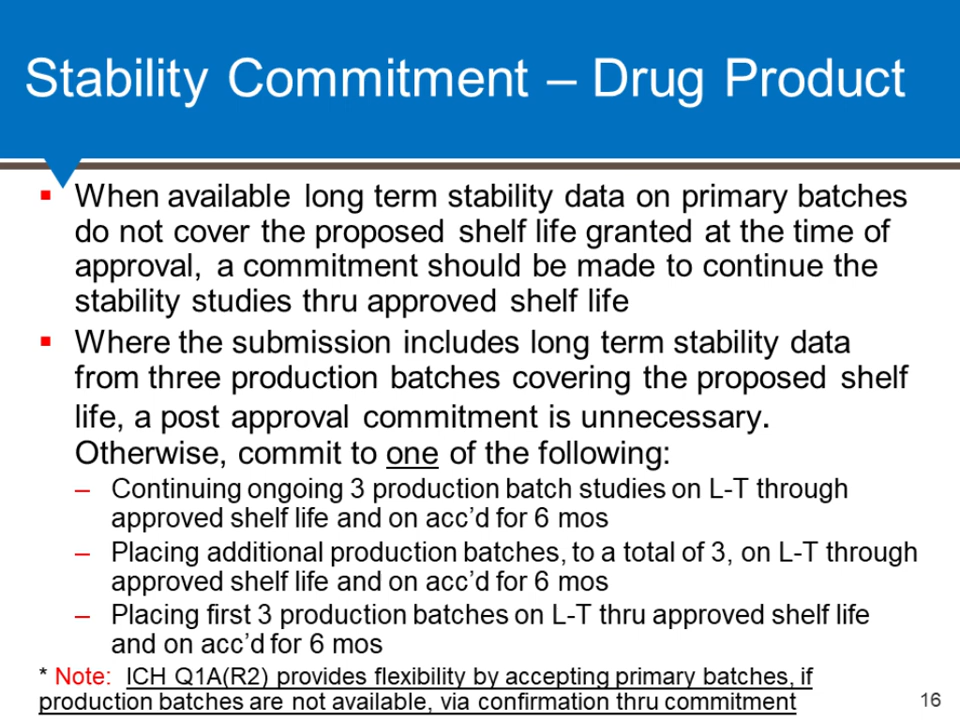 Stability Commitment – Drug Product
▪ When available long term stability data on primary batches
do not cover the proposed shelf life granted at the time of
approval, a commitment should be made to continue the
stability studies thru approved shelf life
▪ Where the submission includes long term stability data
from three production batches covering the proposed shelf
life, a post approval commitment is unnecessary.
Otherwise, commit to one of the following:
– Continuing ongoing 3 production batch studies on L-T through
approved shelf life and on acc’d for 6 mos
– Placing additional production batches, to a total of 3, on L-T through
approved shelf life and on acc’d for 6 mos
– Placing first 3 production batches on L-T thru approved shelf life
and on acc’d for 6 mos
* Note: ICH Q1A(R2) provides flexibility by accepting primary batches, if
production batches are not available, via confirmation thru commitment
16